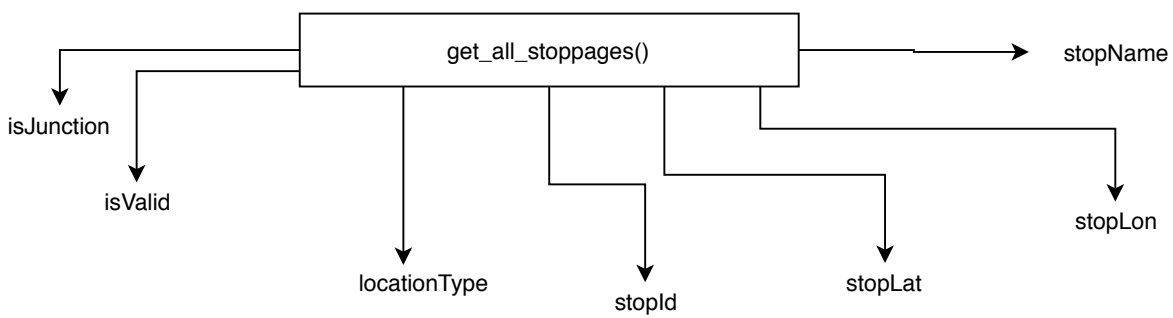 get_all_stoppages()
stopName
isJunction
isValid
stopLon
locationType
stopId
stopLat